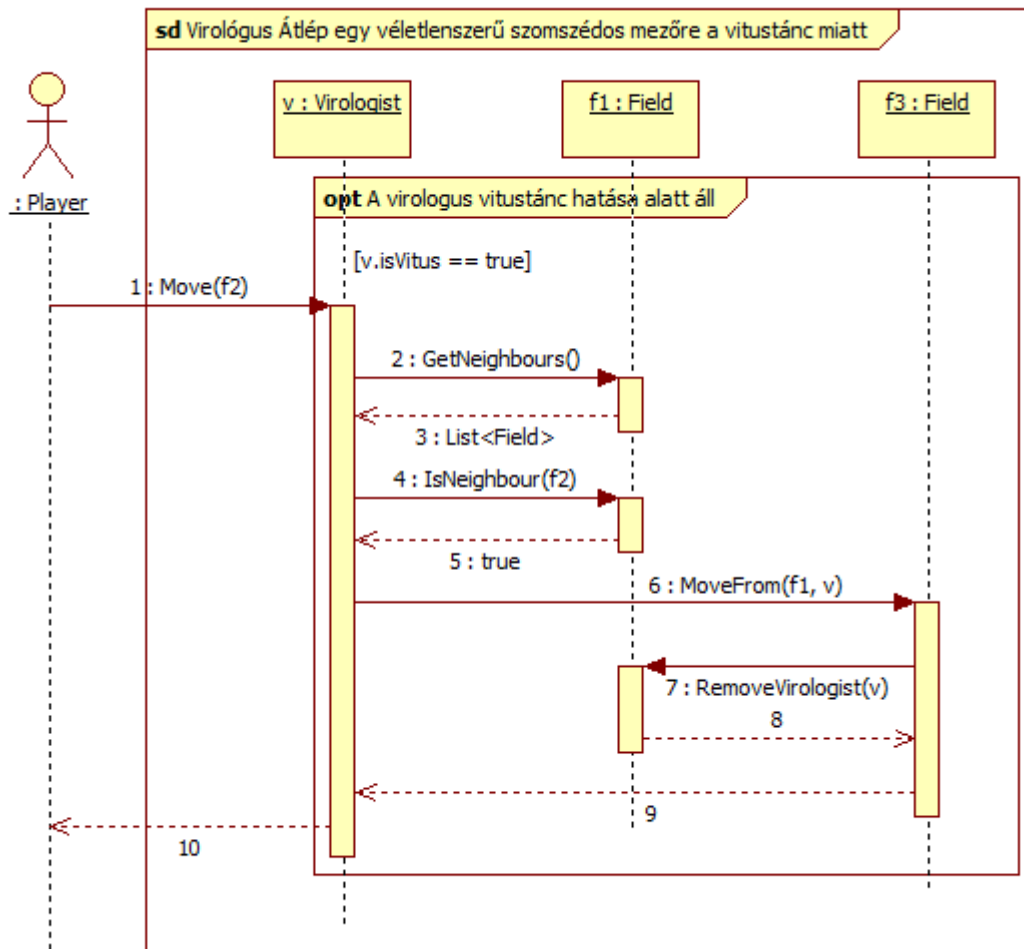 sd Virológus Átlép egy véletlenszerű szomszédos mezőre a vitustánc miatt
: Player
v : Virologist
f1 : Field
f3 : Field
opt A virologus vitustánc hatása alatt áll
[v.isVitus == true]
1 : Move(f2)
2 : GetNeighbours()
3 : List<Field>
4 : IsNeighbour(f2)
5 : true
6 : MoveFrom(f1, v)
7 : RemoveVirologist(v)
8
9
10